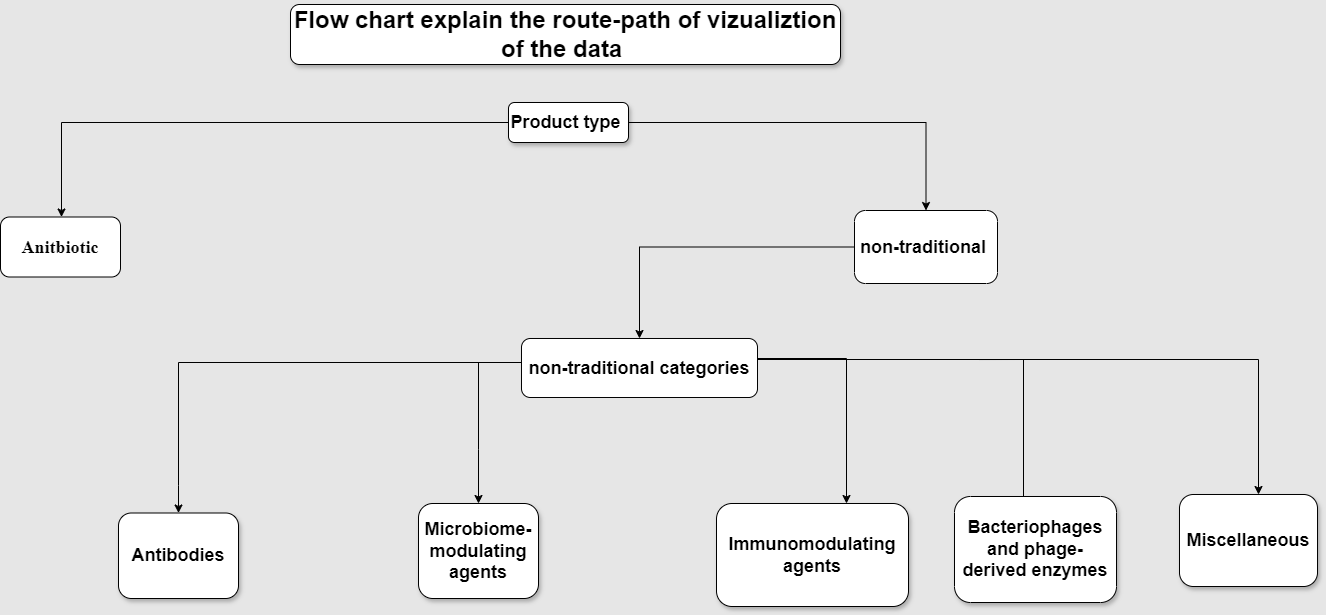 Flow chart explain the route-path of vizualiztion
of the data
Product type
Anitbiotic
non-traditional
non-traditional categories
Antibodies
Microbiome-
modulating
agents
Immunomodulating
agents
Bacteriophages
and phage-
derived enzymes
Miscellaneous